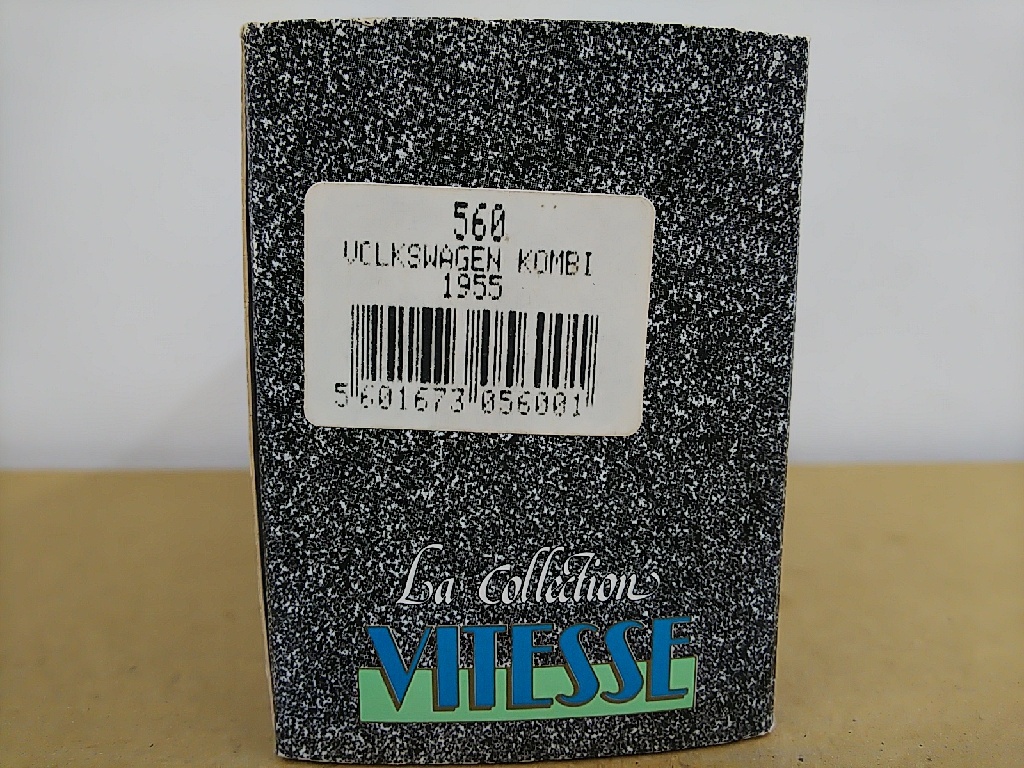 560
VOLKSWAGEN KOMBI
1955
5 601673 056001
La Collection
VITESSE